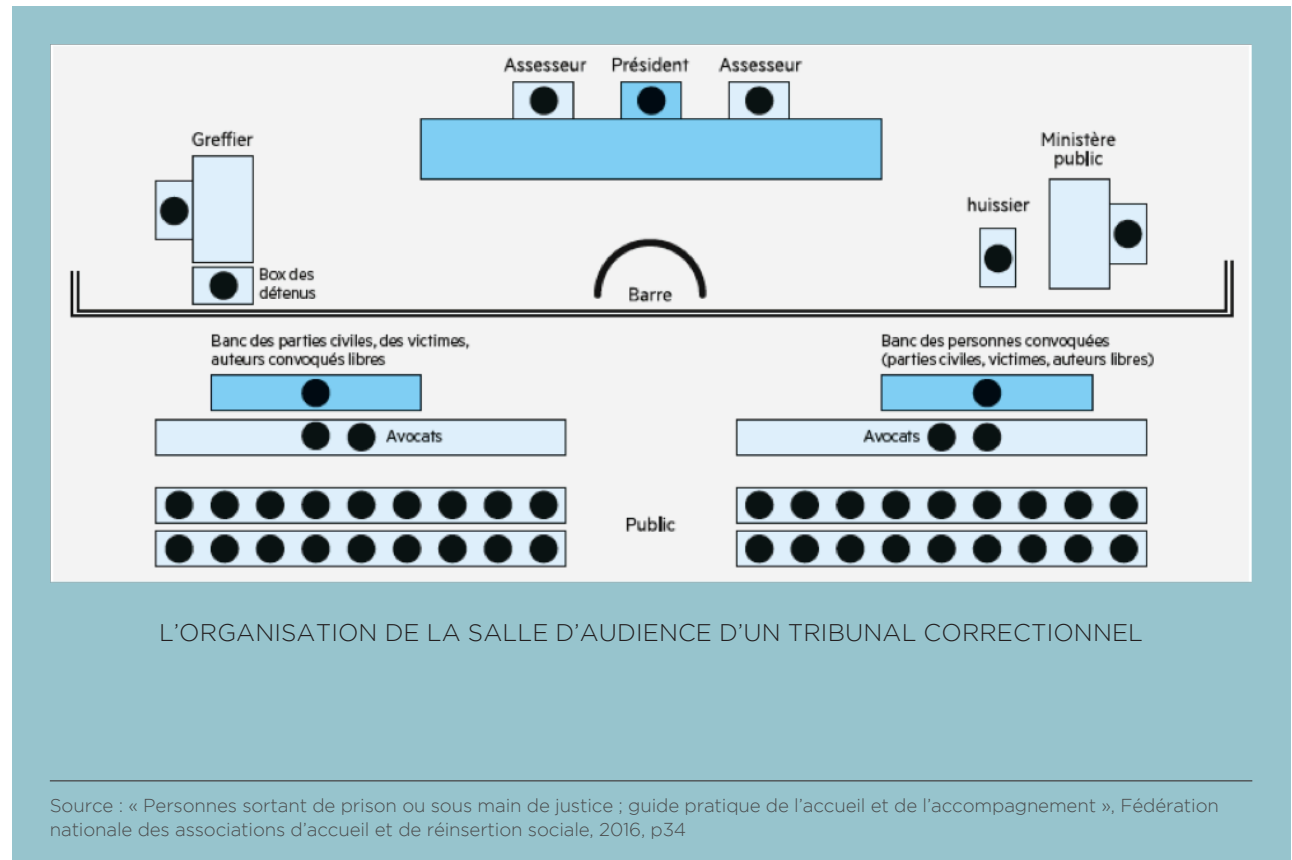 Assesseur Président Assesseur
Greffier
Ministère
public
huissier
Box des
détenus
Barre
Banc des parties civiles, des victimes,
auteurs convoqués libres
Banc des personnes convoquées
(parties civiles, victimes, auteurs libres)
Avocats
Avocats
Public
L'ORGANISATION DE LA SALLE D'AUDIENCE D'UN TRIBUNAL CORRECTIONNEL
Source : « Personnes sortant de prison ou sous main de justice ; guide pratique de l'accueil et de l'accompagnement », Fédération
nationale des associations d'accueil et de réinsertion sociale, 2016, p34